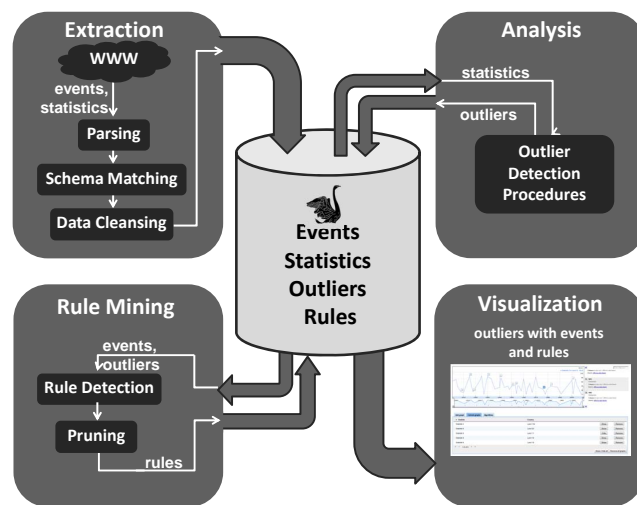 Extraction
WWW
events,
statistics
Parsing
Schema Matching
Data Cleansing
Analysis
statistics
outliers
Outlier
Detection
Procedures
Events
Statistics
Outliers
Rules
Rule Mining
events,
outliers
Rule Detection
Pruning
rules
Visualization
outliers with events
and rules